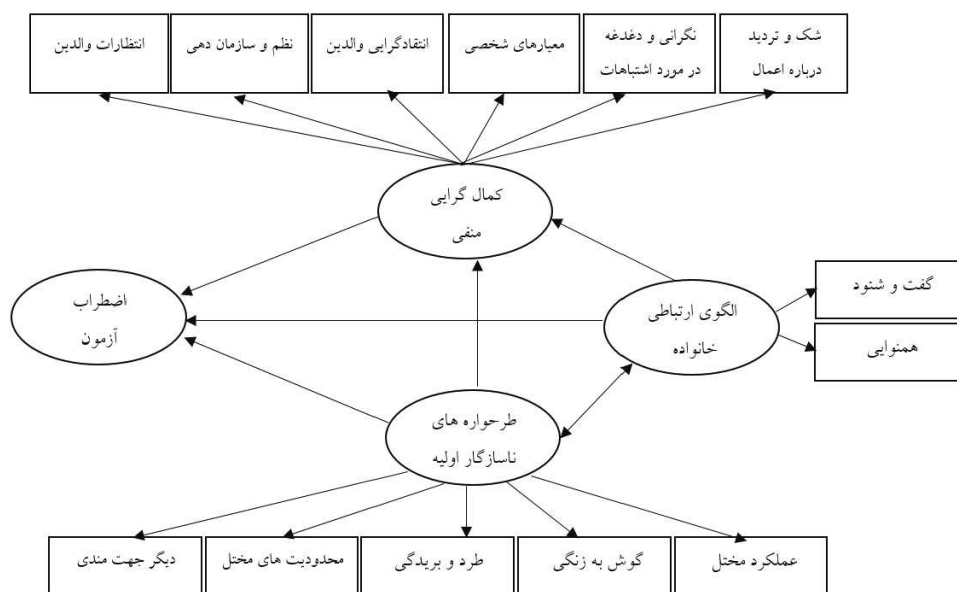 شک و تردید
درباره اعمال
نگرانی و دغدغه
در مورد اشتباهات
معیارهای شخصی
انتقادگرایی والدین
نظم و سازمان دهی
انتظارات والدین
کمال گرایی
منفی
گفت و شنود
همنوایی
الگوی ارتباطی
خانواده
اضطراب
آزمون
طرحواره های
ناسازگار اولیه
عملکرد مختل
گوش به زنگی
طرد و بریدگی
محدودیت های مختل
دیگر جهت مندی